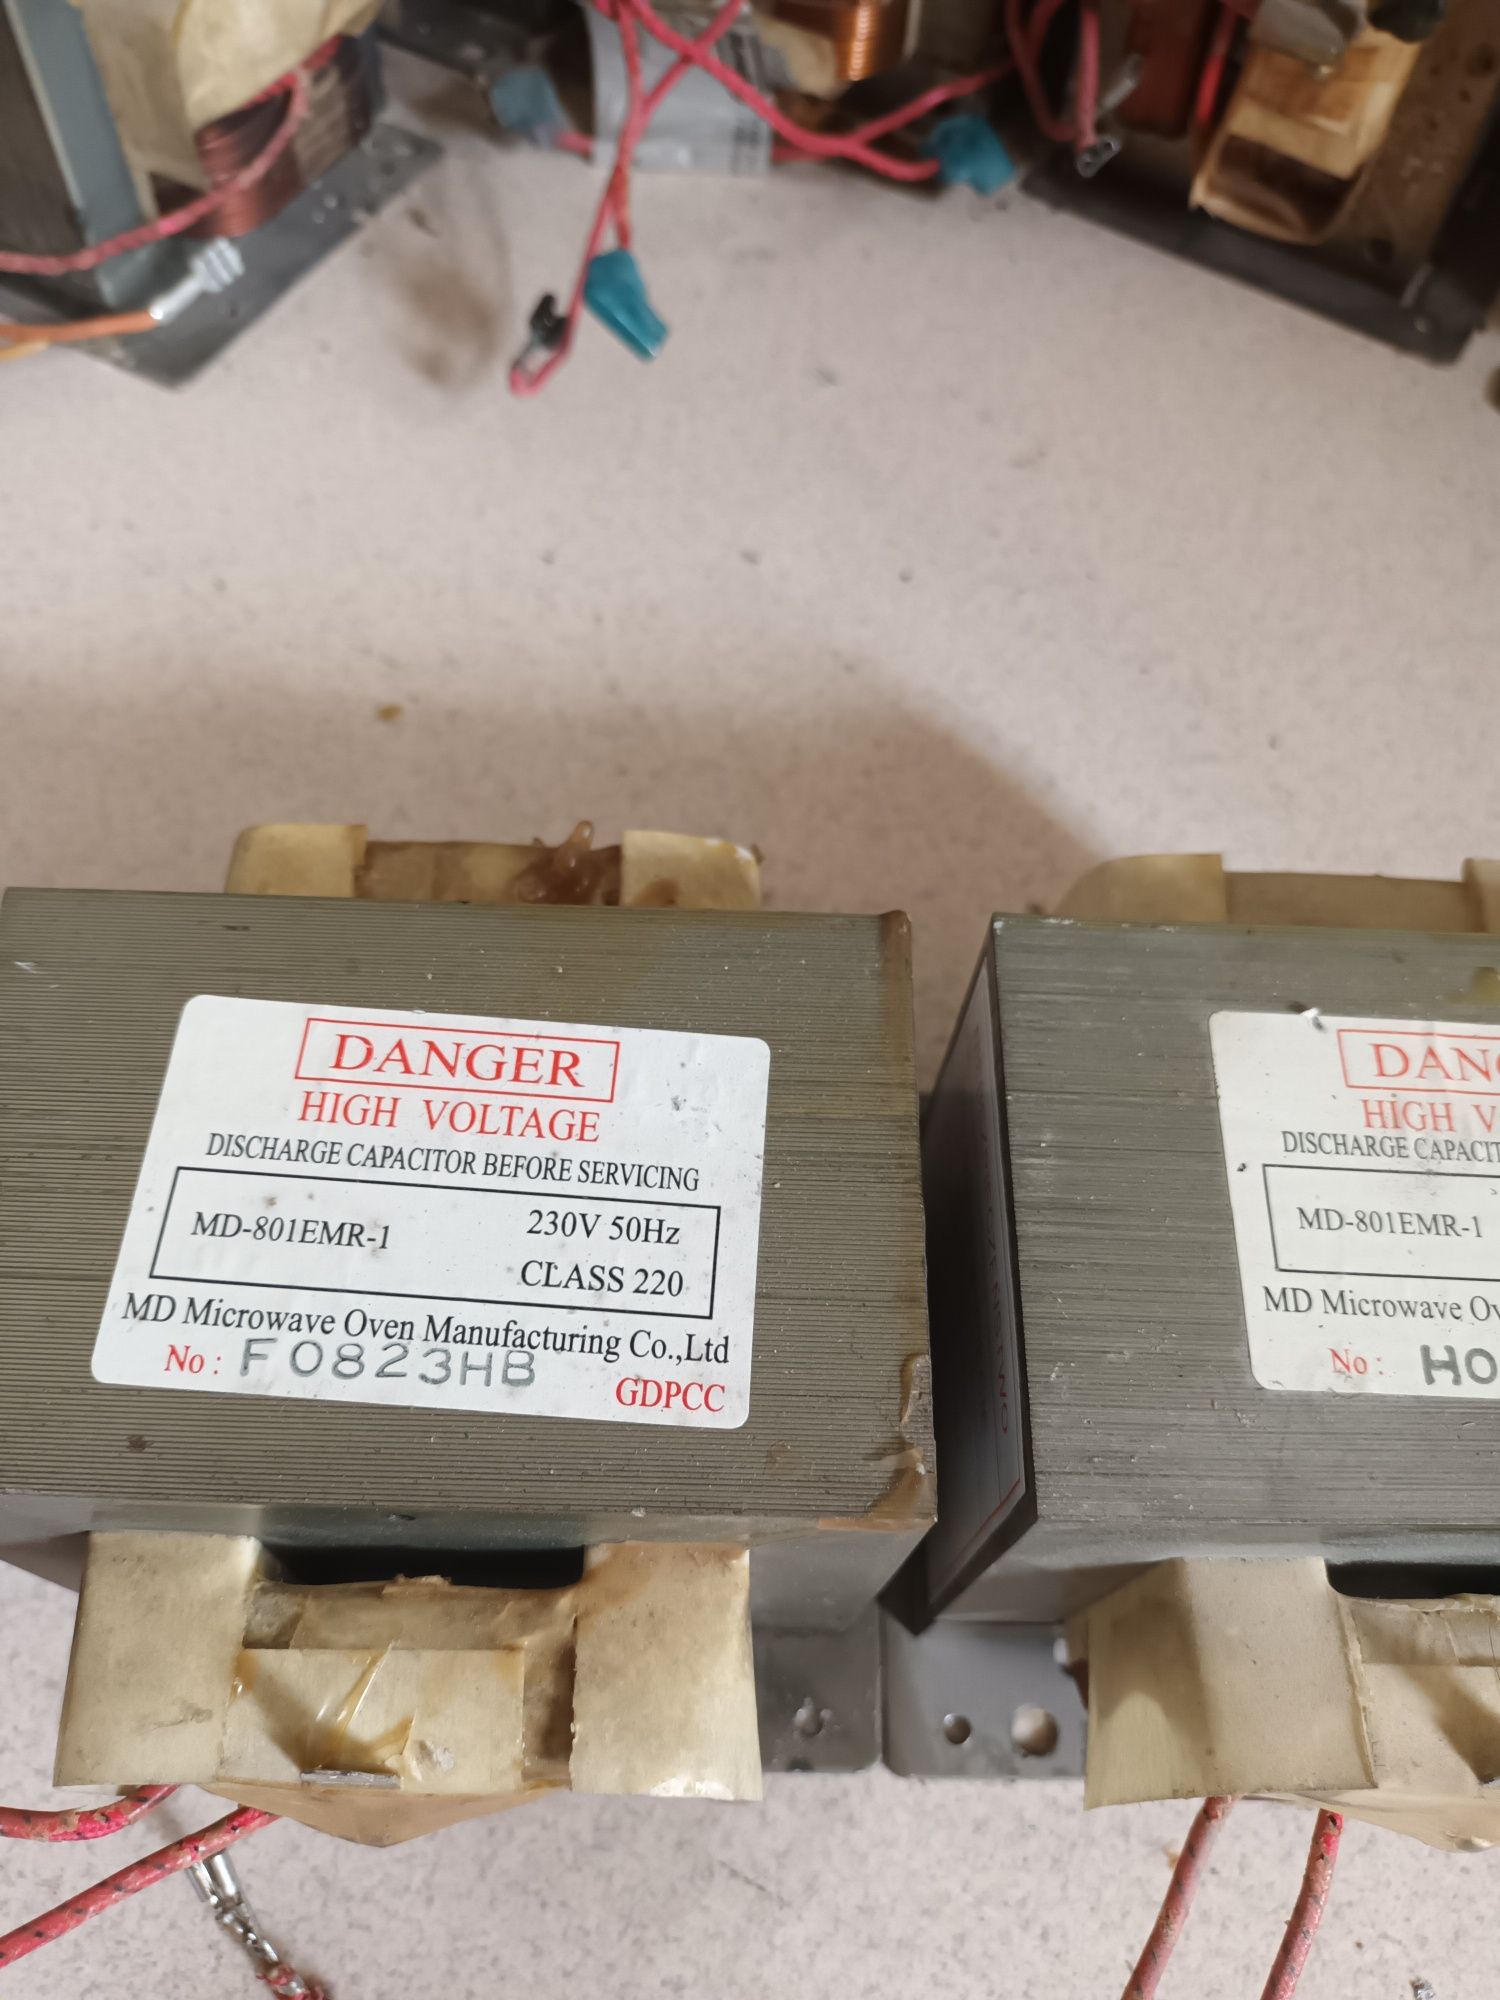 DANGER
HIGH VOLTAGE
DISCHARGE CAPACITOR BEFORE SERVICING
MD-801EMR-1
230V 50Hz
CLASS 220
MD Microwave Oven Manufacturing Co.,Ltd
No: F0823HB
GDPCC
DANG
HIGH V
DISCHARGE CAPACIT
MD-801EMR-1
MD Microwave Ov
No: H0